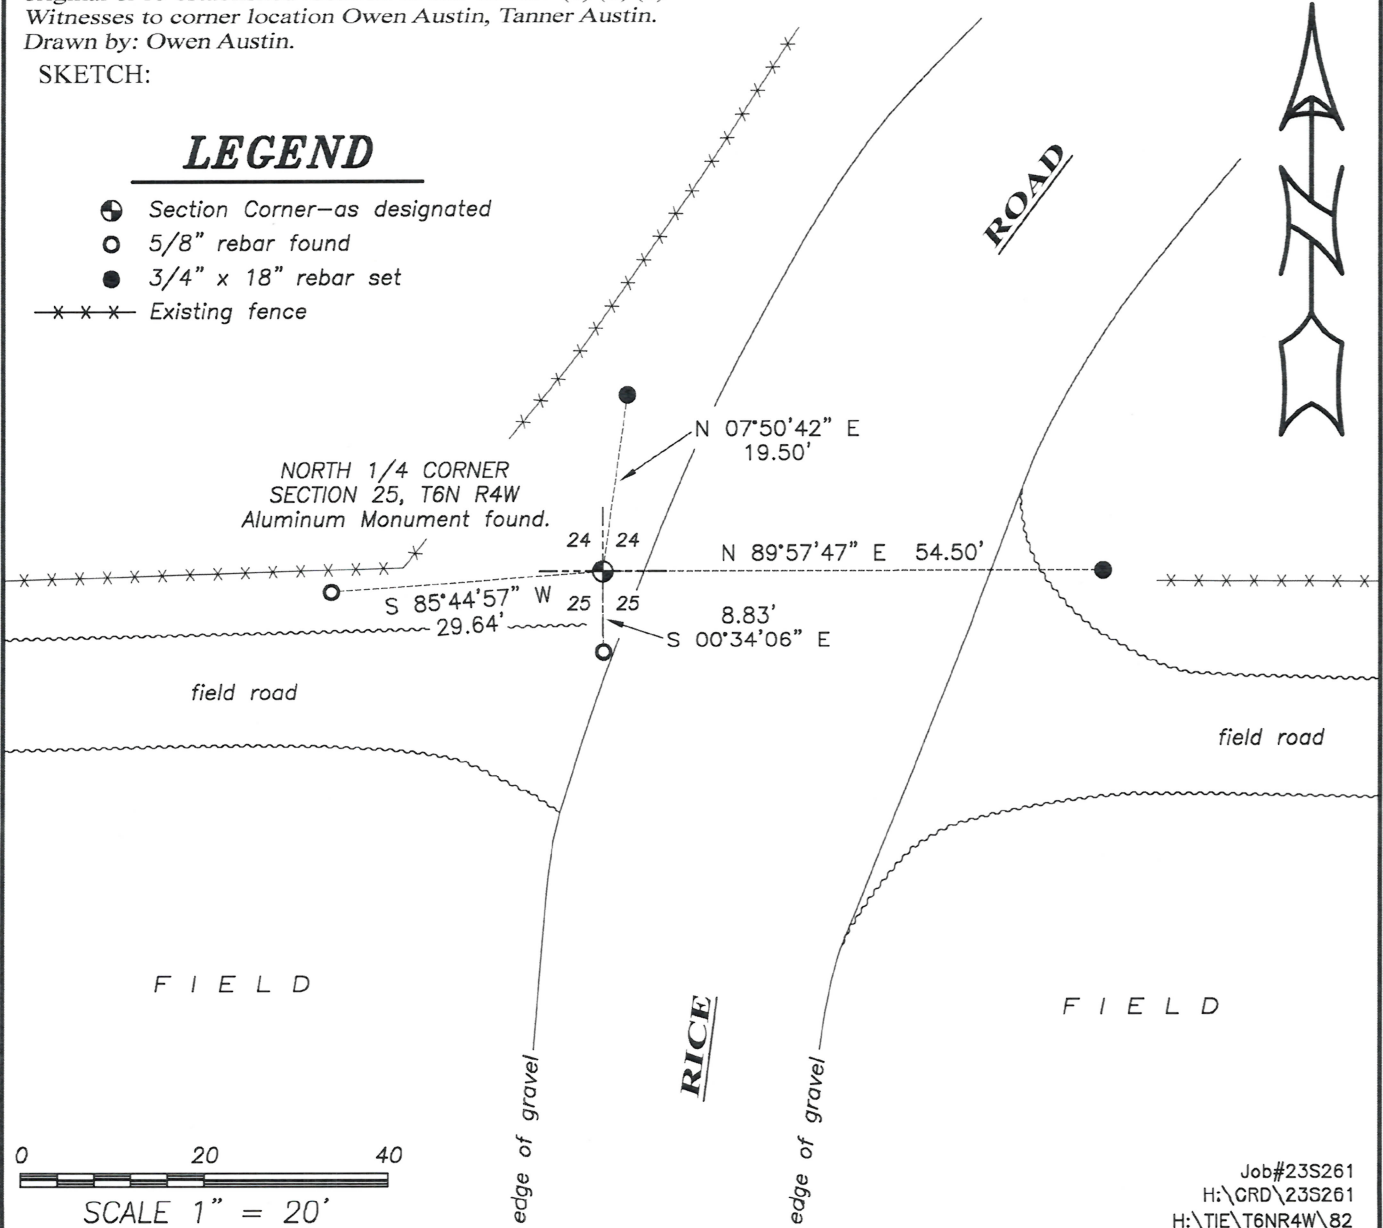 Witnesses to corner location Owen Austin, Tanner Austin.
Drawn by: Owen Austin.
SKETCH:
LEGEND
Section Corner—as designated
5/8" rebar found
3/4" x 18" rebar set
Existing fence
ROAD
N
N 07°50'42" E
19.50'
NORTH 1/4 CORNER
SECTION 25, T6N R4W
Aluminum Monument found.
24 24
N 89°57'47" E 54.50'
S 85°44'57" W
29.64'
25 25
8.83'
S 00°34'06" E
field road
field road
FIELD
FIELD
RICE
edge of gravel
edge of gravel
0 20 40
SCALE 1" = 20'
Job#23S261
H:\CRD\23S261
H:\TIE\T6NR4W\82